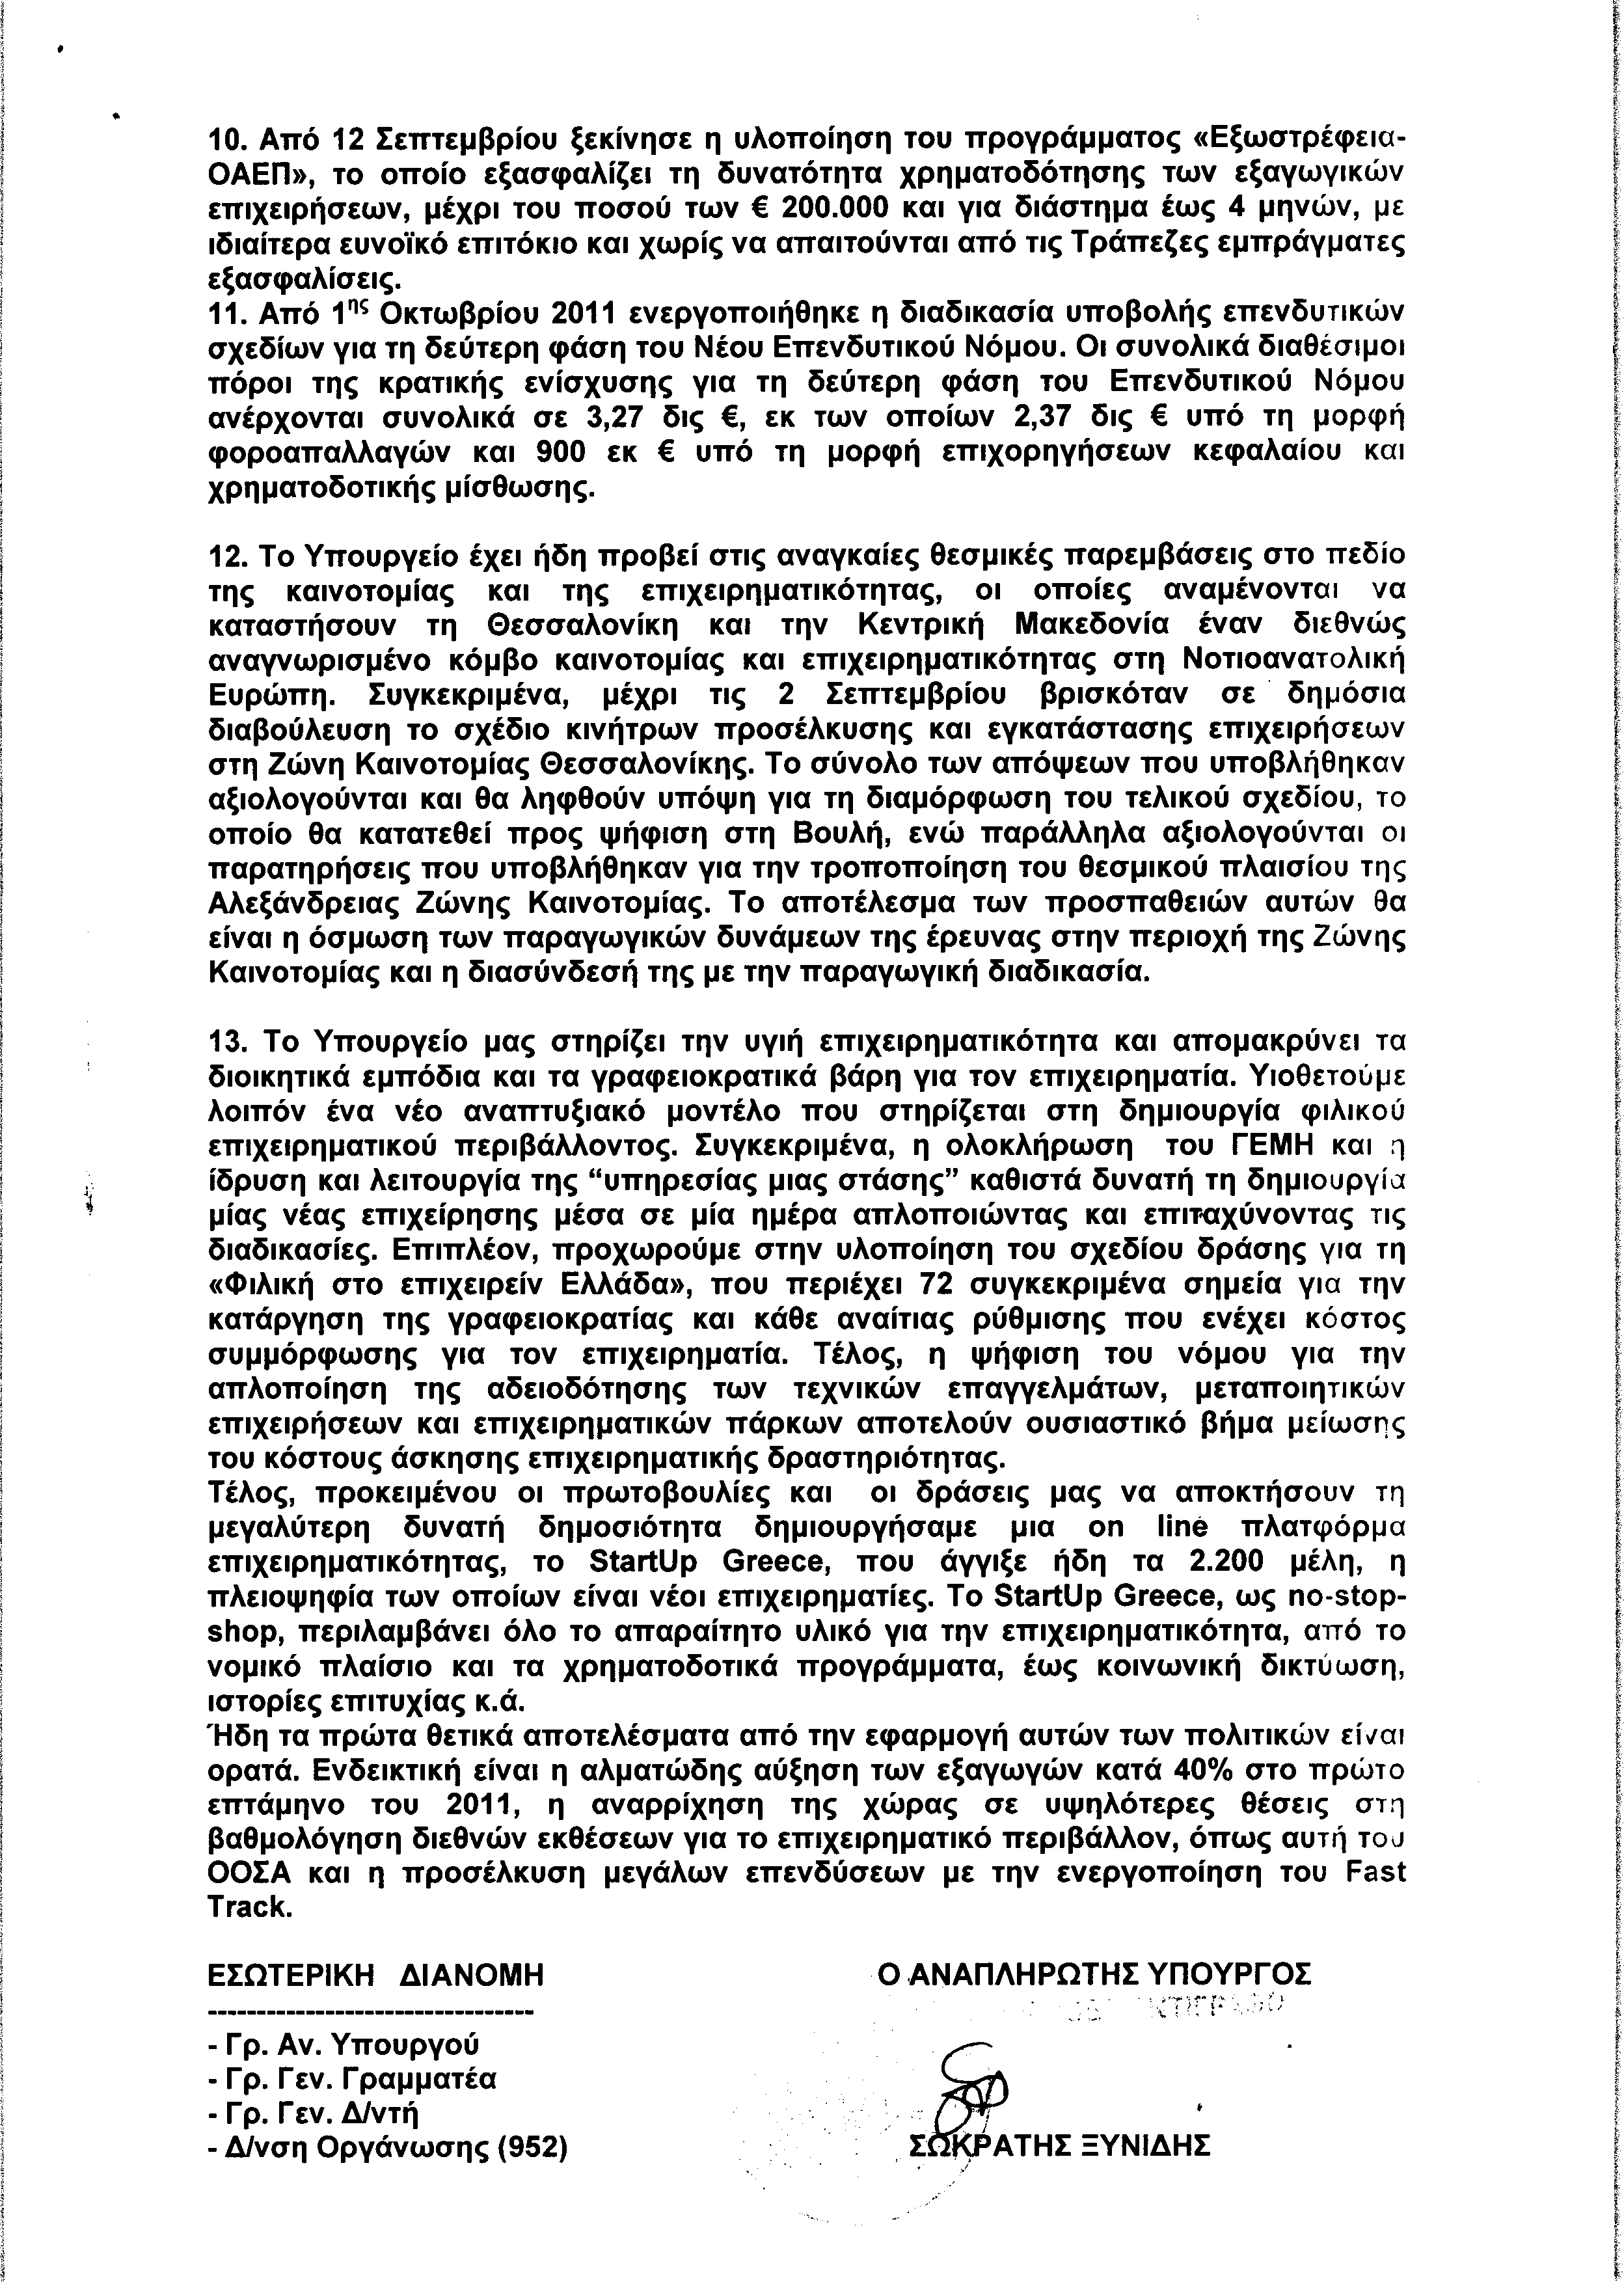 10. Από 12 Σεπτεμβρίου ξεκίνησε η υλοποίηση του προγράμματος «Εξωστρέφεια-
ΟΑΕΠ», το οποίο εξασφαλίζει τη δυνατότητα χρηματοδότησης των εξαγωγικών
επιχειρήσεων, μέχρι του ποσού των € 200.000 και για διάστημα έως 4 μηνών, με
ιδιαίτερα ευνοϊκό επιτόκιο και χωρίς να απαιτούνται από τις Τράπεζες εμπράγματες
εξασφαλίσεις.
11. Από 1ης Οκτωβρίου 2011 ενεργοποιήθηκε η διαδικασία υποβολής επενδυτικών
σχεδίων για τη δεύτερη φάση του Νέου Επενδυτικού Νόμου. Οι συνολικά διαθέσιμοι
πόροι της κρατικής ενίσχυσης για τη δεύτερη φάση του Επενδυτικού Νόμου
ανέρχονται συνολικά σε 3,27 δις €, εκ των οποίων 2,37 δις € υπό τη μορφή
φοροαπαλλαγών και 900 εκ € υπό τη μορφή επιχορηγήσεων κεφαλαίου και
χρηματοδοτικής μίσθωσης.
12. Το Υπουργείο έχει ήδη προβεί στις αναγκαίες θεσμικές παρεμβάσεις στο πεδίο
της καινοτομίας και της επιχειρηματικότητας, οι οποίες αναμένονται να
καταστήσουν τη Θεσσαλονίκη και την Κεντρική Μακεδονία έναν διεθνώς
αναγνωρισμένο κόμβο καινοτομίας και επιχειρηματικότητας στη Νοτιοανατολική
Ευρώπη. Συγκεκριμένα, μέχρι τις 2 Σεπτεμβρίου βρισκόταν σε δημόσια
διαβούλευση το σχέδιο κινήτρων προσέλκυσης και εγκατάστασης επιχειρήσεων
στη Ζώνη Καινοτομίας Θεσσαλονίκης. Το σύνολο των απόψεων που υποβλήθηκαν
αξιολογούνται και θα ληφθούν υπόψη για τη διαμόρφωση του τελικού σχεδίου, το
οποίο θα κατατεθεί προς ψήφιση στη Βουλή, ενώ παράλληλα αξιολογούνται οι
παρατηρήσεις που υποβλήθηκαν για την τροποποίηση του θεσμικού πλαισίου της
Αλεξάνδρειας Ζώνης Καινοτομίας. Το αποτέλεσμα των προσπαθειών αυτών θα
είναι η όσμωση των παραγωγικών δυνάμεων της έρευνας στην περιοχή της Ζώνης
Καινοτομίας και η διασύνδεσή της με την παραγωγική διαδικασία.
13. Το Υπουργείο μας στηρίζει την υγιή επιχειρηματικότητα και απομακρύνει τα
διοικητικά εμπόδια και τα γραφειοκρατικά βάρη για τον επιχειρηματία. Υιοθετούμε
λοιπόν ένα νέο αναπτυξιακό μοντέλο που στηρίζεται στη δημιουργία φιλικού
επιχειρηματικού περιβάλλοντος. Συγκεκριμένα, η ολοκλήρωση του ΓΕΜΗ και η
ίδρυση και λειτουργία της “υπηρεσίας μιας στάσης” καθιστά δυνατή τη δημιουργία
μίας νέας επιχείρησης μέσα σε μία ημέρα απλοποιώντας και επιταχύνοντας τις
διαδικασίες. Επιπλέον, προχωρούμε στην υλοποίηση του σχεδίου δράσης για τη
«Φιλική στο επιχειρείν Ελλάδα», που περιέχει 72 συγκεκριμένα σημεία για την
κατάργηση της γραφειοκρατίας και κάθε αναίτιας ρύθμισης που ενέχει κόστος
συμμόρφωσης για τον επιχειρηματία. Τέλος, η ψήφιση του νόμου για την
απλοποίηση της αδειοδότησης των τεχνικών επαγγελμάτων, μεταποιητικών
επιχειρήσεων και επιχειρηματικών πάρκων αποτελούν ουσιαστικό βήμα μείωσης
του κόστους άσκησης επιχειρηματικής δραστηριότητας.
Τέλος, προκειμένου οι πρωτοβουλίες και οι δράσεις μας να αποκτήσουν τη
μεγαλύτερη δυνατή δημοσιότητα δημιουργήσαμε μια on line πλατφόρμα
επιχειρηματικότητας, το StartUp Greece, που άγγιξε ήδη τα 2.200 μέλη, η
πλειοψηφία των οποίων είναι νέοι επιχειρηματίες. Το StartUp Greece, ως no-stop-
shop, περιλαμβάνει όλο το απαραίτητο υλικό για την επιχειρηματικότητα, από το
νομικό πλαίσιο και τα χρηματοδοτικά προγράμματα, έως κοινωνική δικτύωση,
ιστορίες επιτυχίας κ.ά.
Ήδη τα πρώτα θετικά αποτελέσματα από την εφαρμογή αυτών των πολιτικών είναι
ορατά. Ενδεικτική είναι η αλματώδης αύξηση των εξαγωγών κατά 40% στο πρώτο
επτάμηνο του 2011, η αναρρίχηση της χώρας σε υψηλότερες θέσεις στη
βαθμολόγηση διεθνών εκθέσεων για το επιχειρηματικό περιβάλλον, όπως αυτή του
ΟΟΣΑ και η προσέλκυση μεγάλων επενδύσεων με την ενεργοποίηση του Fast
Track.
ΕΣΩΤΕΡΙΚΗ ΔΙΑΝΟΜΗ
----------------------------------
- Γρ. Αν. Υπουργού
- Γρ. Γεν. Γραμματέα
- Γρ. Γεν. Δ/ντή
- Δ/νση Οργάνωσης (952)
Ο ΑΝΑΠΛΗΡΩΤΗΣ ΥΠΟΥΡΓΟΣ
ΣΩΚΡΑΤΗΣ ΞΥΝΙΔΗΣ